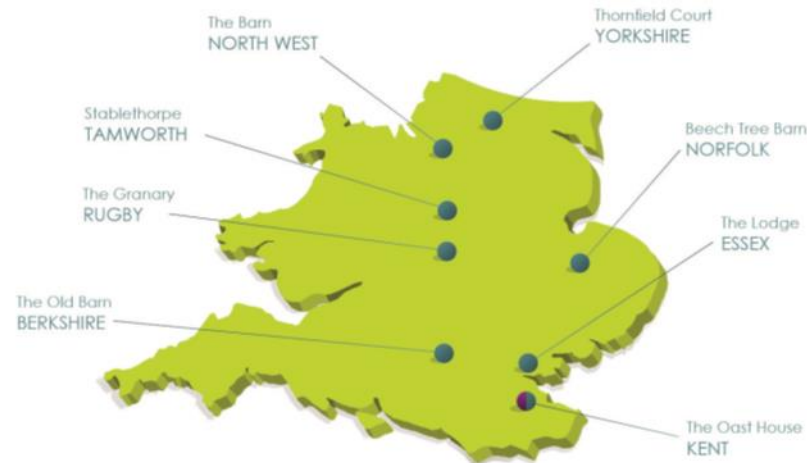 The Barn
NORTH WEST
Thornfield Court
YORKSHIRE
Stablethorpe
TAMWORTH
Beech Tree Barn
NORFOLK
The Granary
RUGBY
The Lodge
ESSEX
The Old Barn
BERKSHIRE
The Oast House
KENT